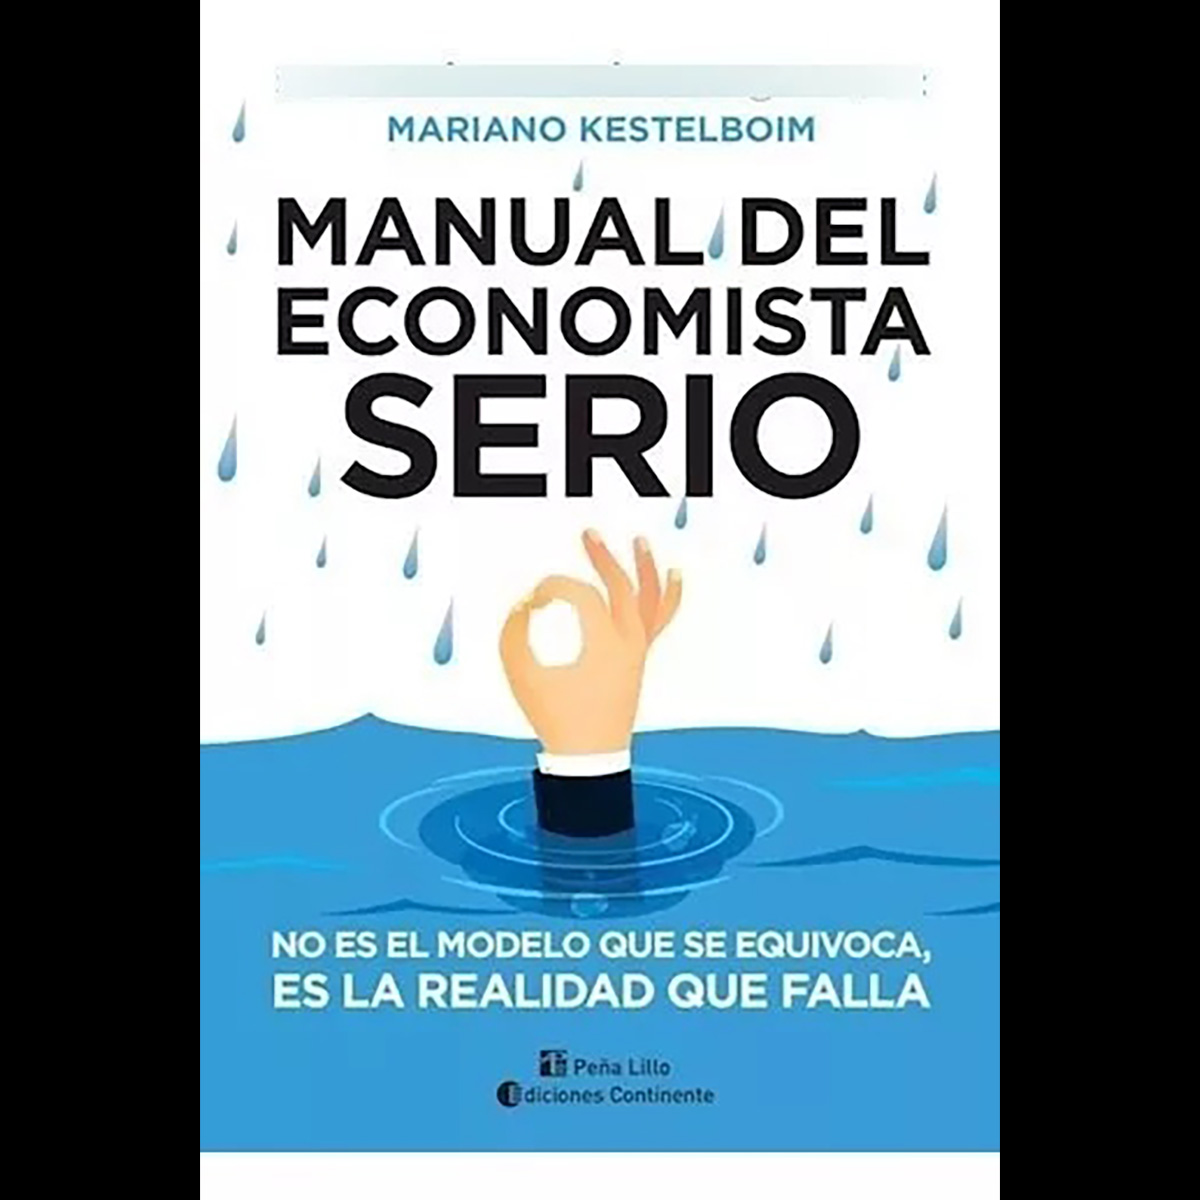 MARIANO KESTELBOIM
MANUAL DEL
ECONOMISTA
SERIO
NO ES EL MODELO QUE SE EQUIVOCA,
ES LA REALIDAD QUE FALLA
Peña Lillo
Ediciones Continente